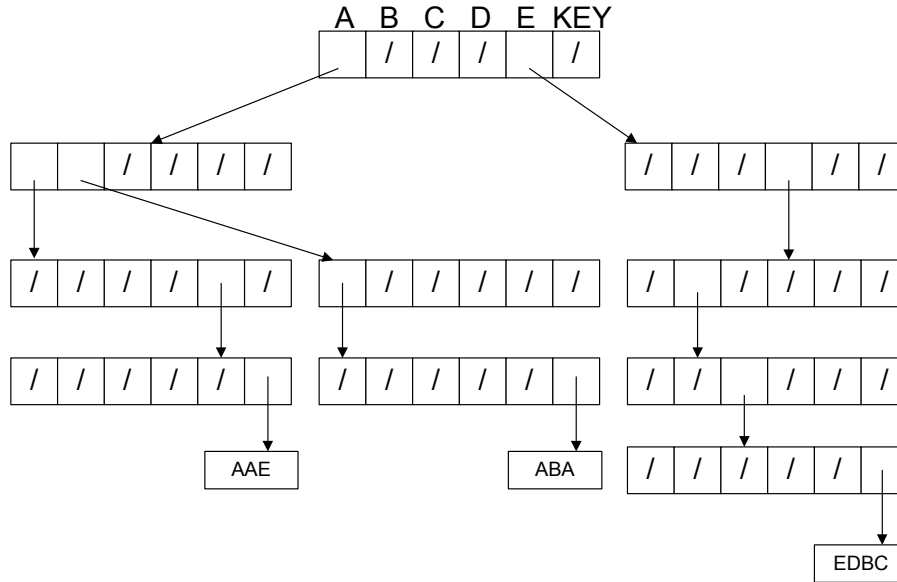 A B C D E KEY
/ / / /
/ / / / / / / / /
/ / / / / / / / / / / / / / /
/ / / / / / / / / / / / / / /
AAE ABA / / / / /
EDBC